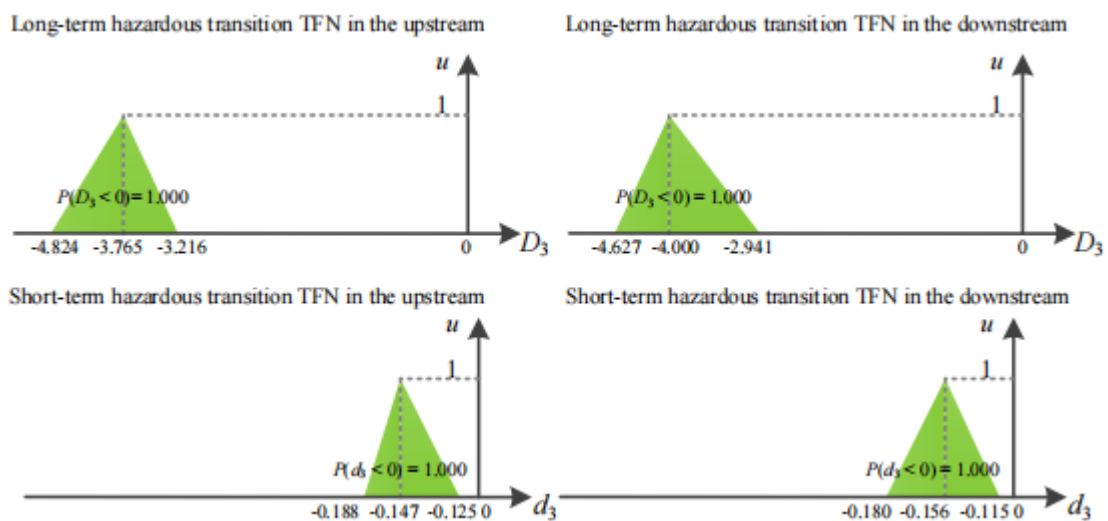 Long-term hazardous transition TFN in the upstream
u
1
P(D₃ < 0) = 1.000
-4.824 -3.765 -3.216 0 D₃
Long-term hazardous transition TFN in the downstream
u
1
P(D₃ < 0) = 1.000
-4.627 -4.000 -2.941 0 D₃
Short-term hazardous transition TFN in the upstream
u
1
P(d₃ < 0) = 1.000
-0.188 -0.147 -0.125 0 d₃
Short-term hazardous transition TFN in the downstream
u
1
P(d₃ < 0) = 1.000
-0.180 -0.156 -0.115 0 d₃